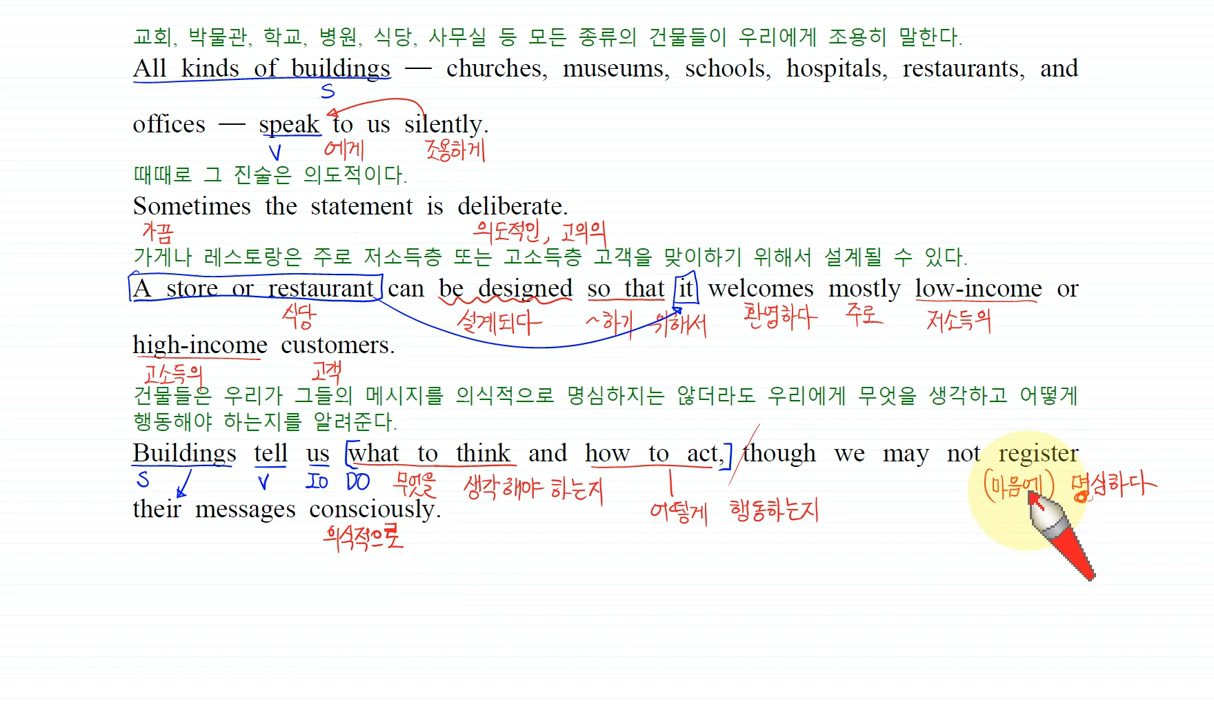 교회, 박물관, 학교, 병원, 식당, 사무실 등 모든 종류의 건물들이 우리에게 조용히 말한다.
All kinds of buildings — churches, museums, schools, hospitals, restaurants, and
S
offices — speak to us silently.
V 에게 조용하게
때때로 그 진술은 의도적이다.
Sometimes the statement is deliberate.
가끔 의도적인, 고의의
가게나 레스토랑은 주로 저소득층 또는 고소득층 고객을 맞이하기 위해서 설계될 수 있다.
A store or restaurant can be designed so that it welcomes mostly low-income or
식당 설계되다 ~하기 위해서 환영하다 주로 저소득의
high-income customers.
고소득의 고객
건물들은 우리가 그들의 메시지를 의식적으로 명심하지는 않더라도 우리에게 무엇을 생각하고 어떻게
행동해야 하는지를 알려준다.
Buildings tell us [what to think and how to act,] though we may not register
S V IO DO 무엇을 생각해야 하는지 어떻게 행동하는지 (마음에) 명심하다
their messages consciously.
의식적으로